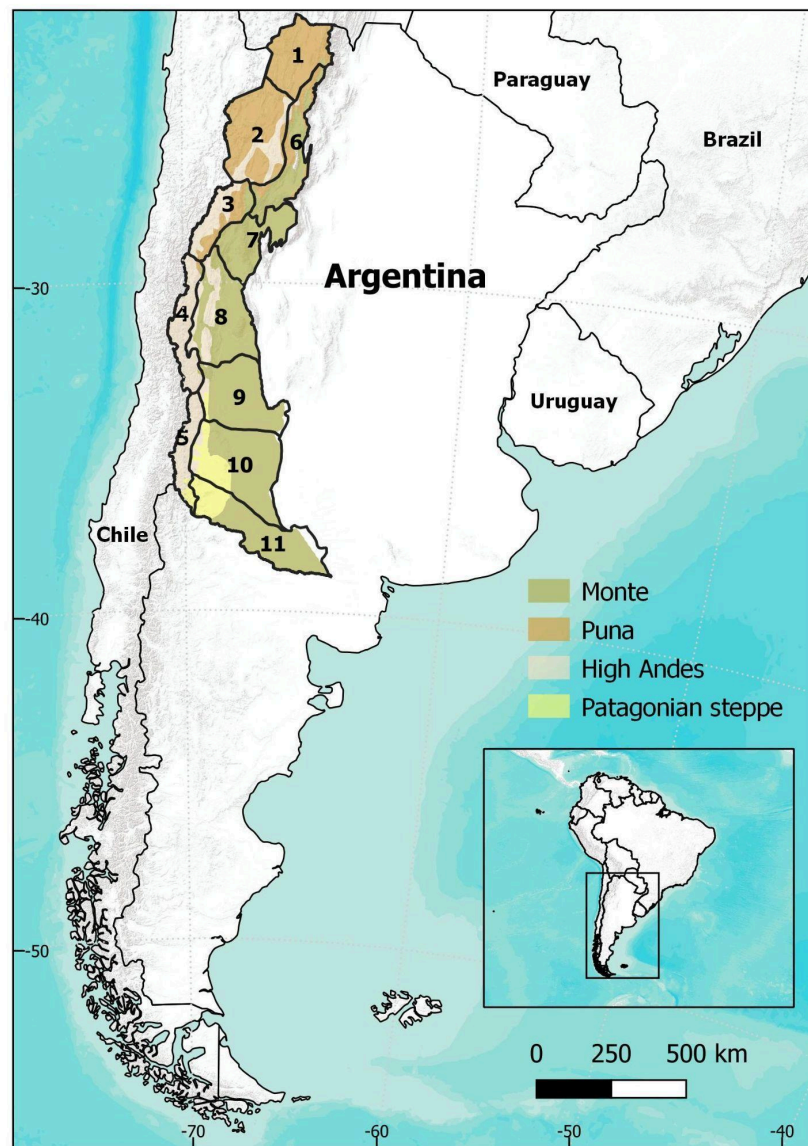 1
Paraguay
2
6
Brazil
3
7
Argentina
-30
4
8
9
Uruguay
5
10
Chile
11
Monte
-40
Puna
High Andes
Patagonian steppe
-50
0 250 500 km
-70 -60 -50 -40